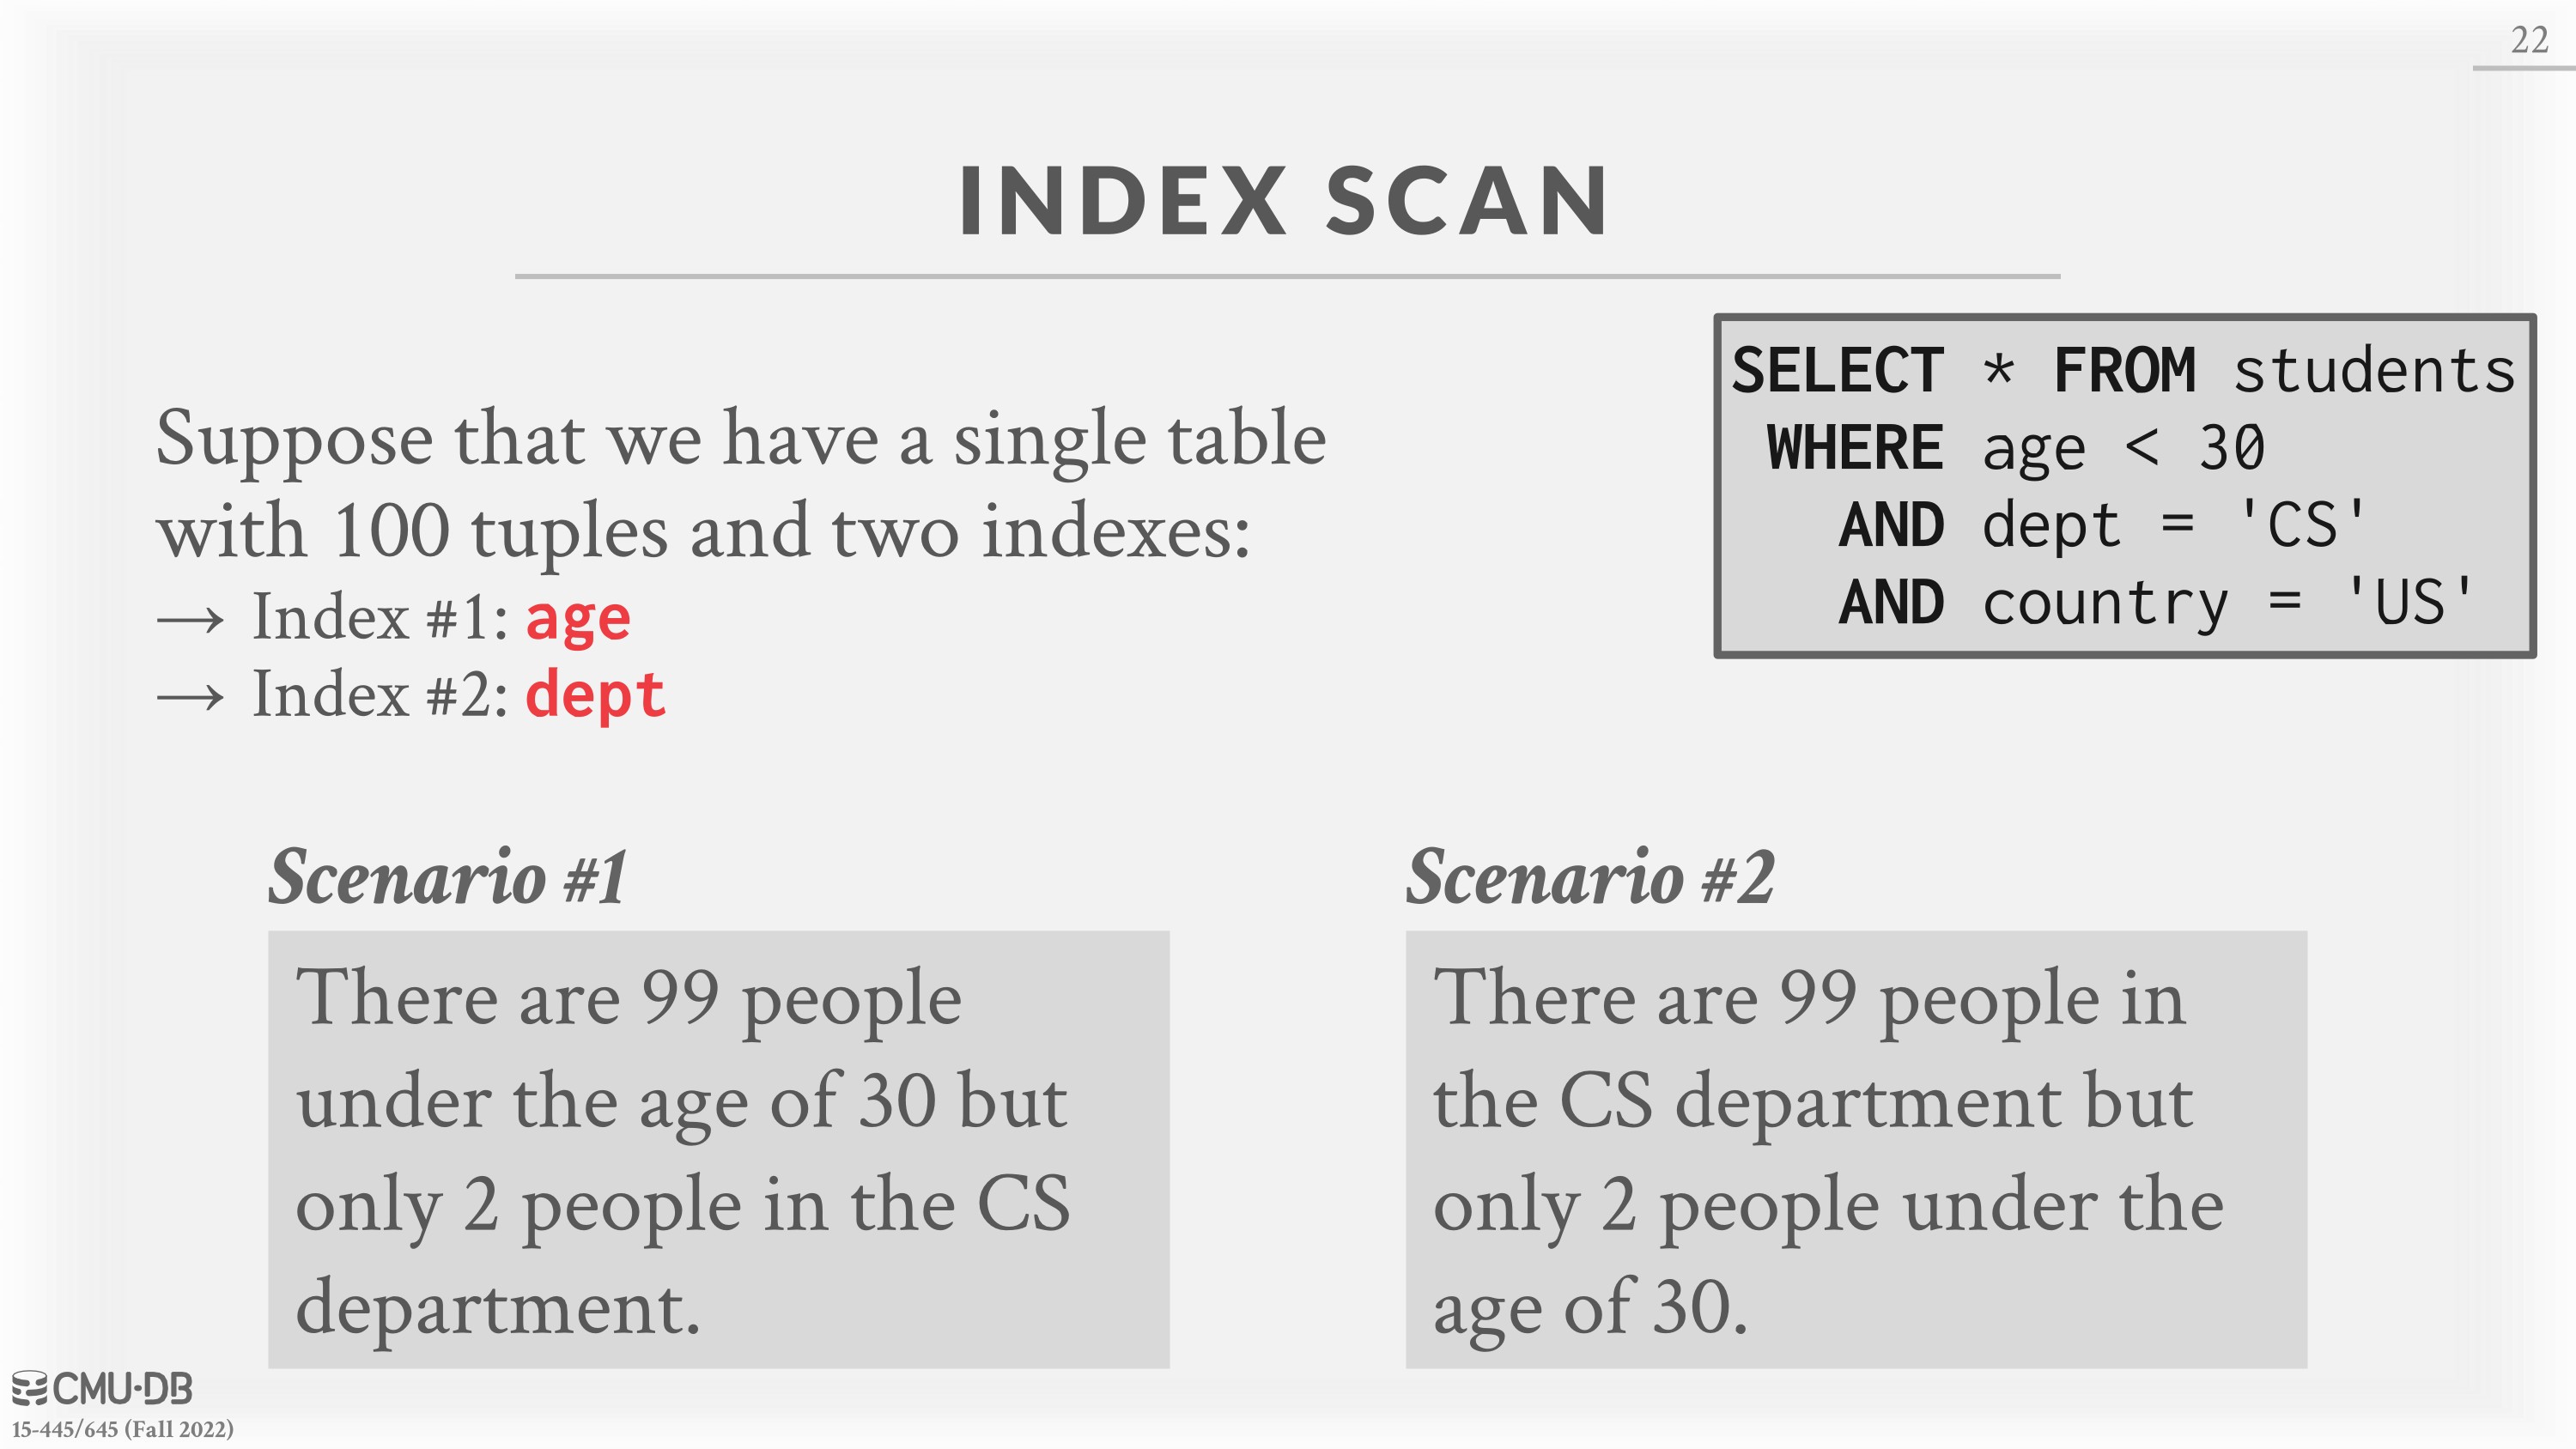 22
INDEX SCAN
Suppose that we have a single table
with 100 tuples and two indexes:
→ Index #1: age
→ Index #2: dept
SELECT * FROM students
WHERE age < 30
AND dept = 'CS'
AND country = 'US'
Scenario #1
There are 99 people
under the age of 30 but
only 2 people in the CS
department.
Scenario #2
There are 99 people in
the CS department but
only 2 people under the
age of 30.
CMU·DB
15-445/645 (Fall 2022)